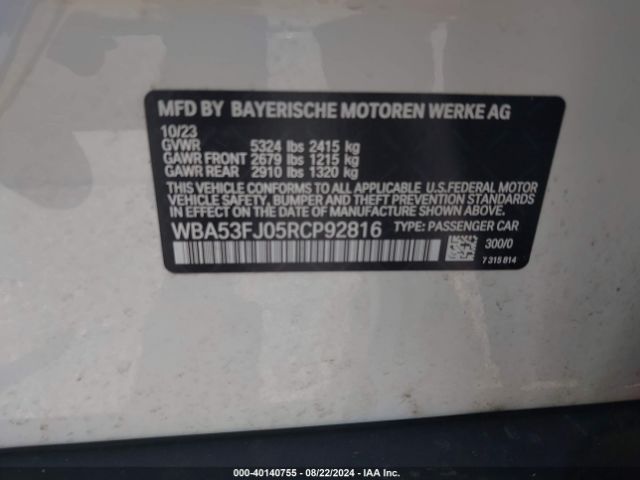 MFD BY BAYERISCHE MOTOREN WERKE AG
10/23
GVWR 5324 lbs 2415 kg
GAWR FRONT 2679 lbs 1215 kg
GAWR REAR 2910 lbs 1320 kg
THIS VEHICLE CONFORMS TO ALL APPLICABLE U.S.FEDERAL MOTOR
VEHICLE SAFETY, BUMPER AND THEFT PREVENTION STANDARDS
IN EFFECT ON THE DATE OF MANUFACTURE SHOWN ABOVE.
WBA53FJ05RCP92816 TYPE: PASSENGER CAR
300/0
7 315 814
000-40140755 - 08/22/2024 - IAA Inc.